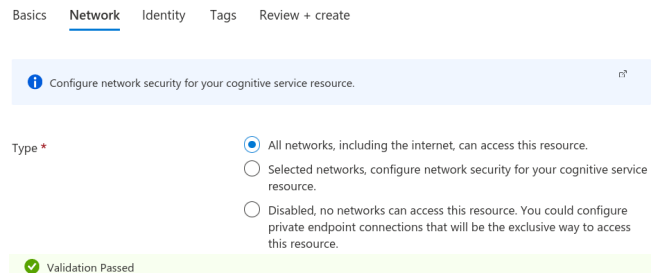 Basics Network Identity Tags Review + create
Configure network security for your cognitive service resource.
Type *
All networks, including the internet, can access this resource.
Selected networks, configure network security for your cognitive service
resource.
Disabled, no networks can access this resource. You could configure
private endpoint connections that will be the exclusive way to access
this resource.
Validation Passed